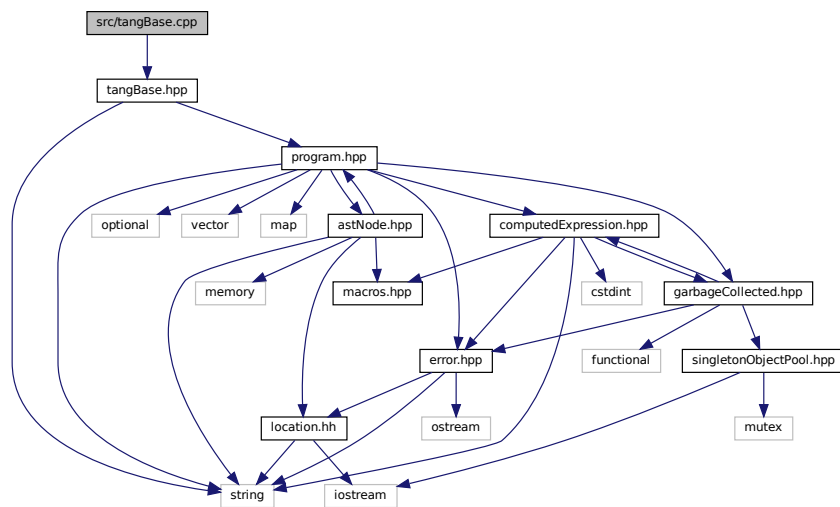 src/tangBase.cpp
tangBase.hpp
program.hpp
optional
vector
map
astNode.hpp
computedExpression.hpp
memory
macros.hpp
cstdint
garbageCollected.hpp
error.hpp
functional
singletonObjectPool.hpp
location.hh
ostream
mutex
string
iostream